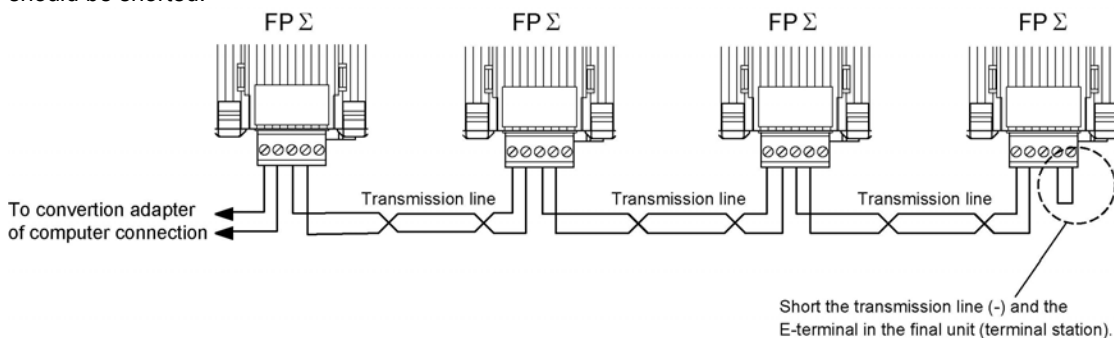 should be shorted.
FP Σ FP Σ FP Σ FP Σ
Transmission line Transmission line Transmission line
To convertion adapter
of computer connection
Short the transmission line (-) and the
E-terminal in the final unit (terminal station).